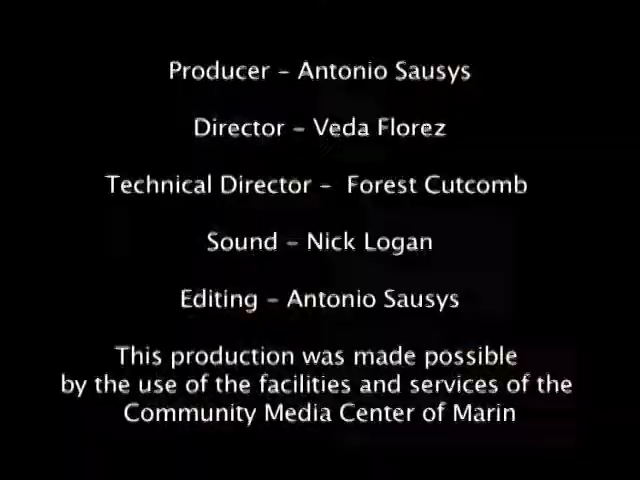 Producer – Antonio Sausys
Director – Veda Florez
Technical Director –  Forest Cutcomb
Sound – Nick Logan
Editing – Antonio Sausys
This production was made possible
by the use of the facilities and services of the
Community Media Center of Marin